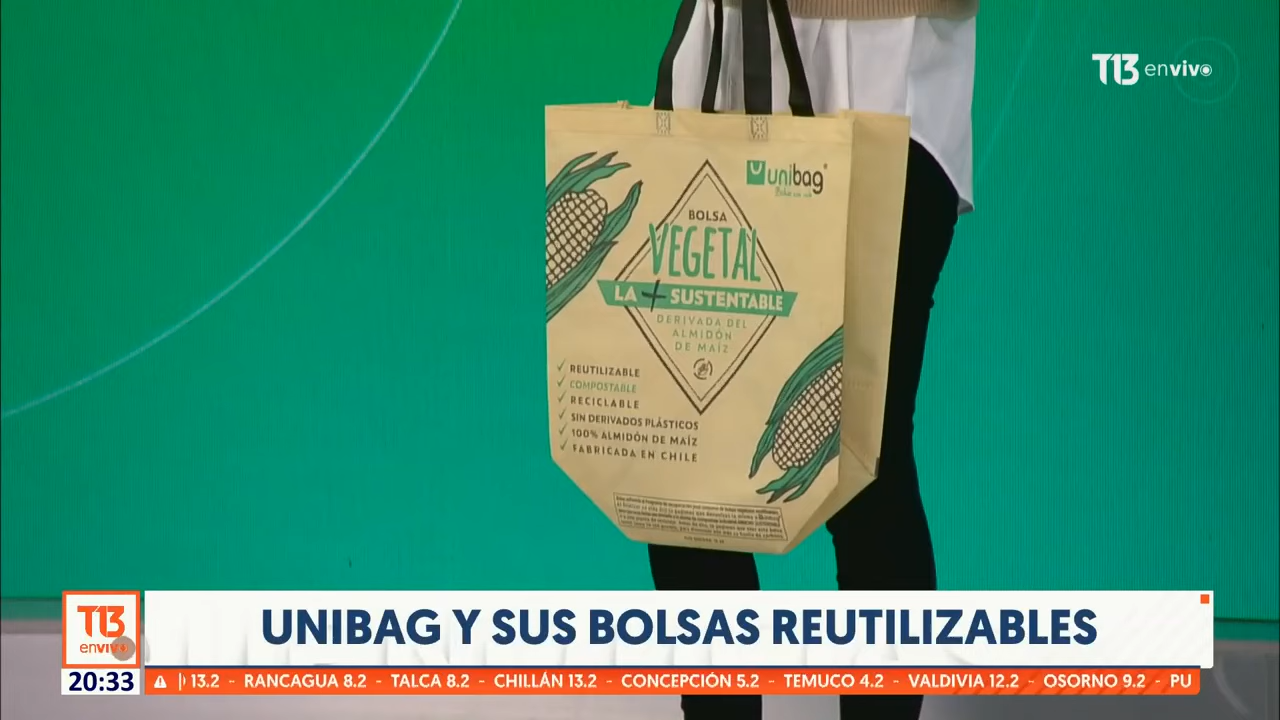 T13 envivo
unibag®
BOLSA
VEGETAL
LA + SUSTENTABLE
DERIVADA DEL
ALMIDÓN
DE MAÍZ
✓ REUTILIZABLE
✓ COMPOSTABLE
✓ RECICLABLE
✓ SIN DERIVADOS PLÁSTICOS
✓ 100% ALMIDÓN DE MAÍZ
✓ FABRICADA EN CHILE
T13
envivo
UNIBAG Y SUS BOLSAS REUTILIZABLES
20:33
13.2 - RANCAGUA 8.2 - TALCA 8.2 - CHILLÁN 13.2 - CONCEPCIÓN 5.2 - TEMUCO 4.2 - VALDIVIA 12.2 - OSORNO 9.2 - PU